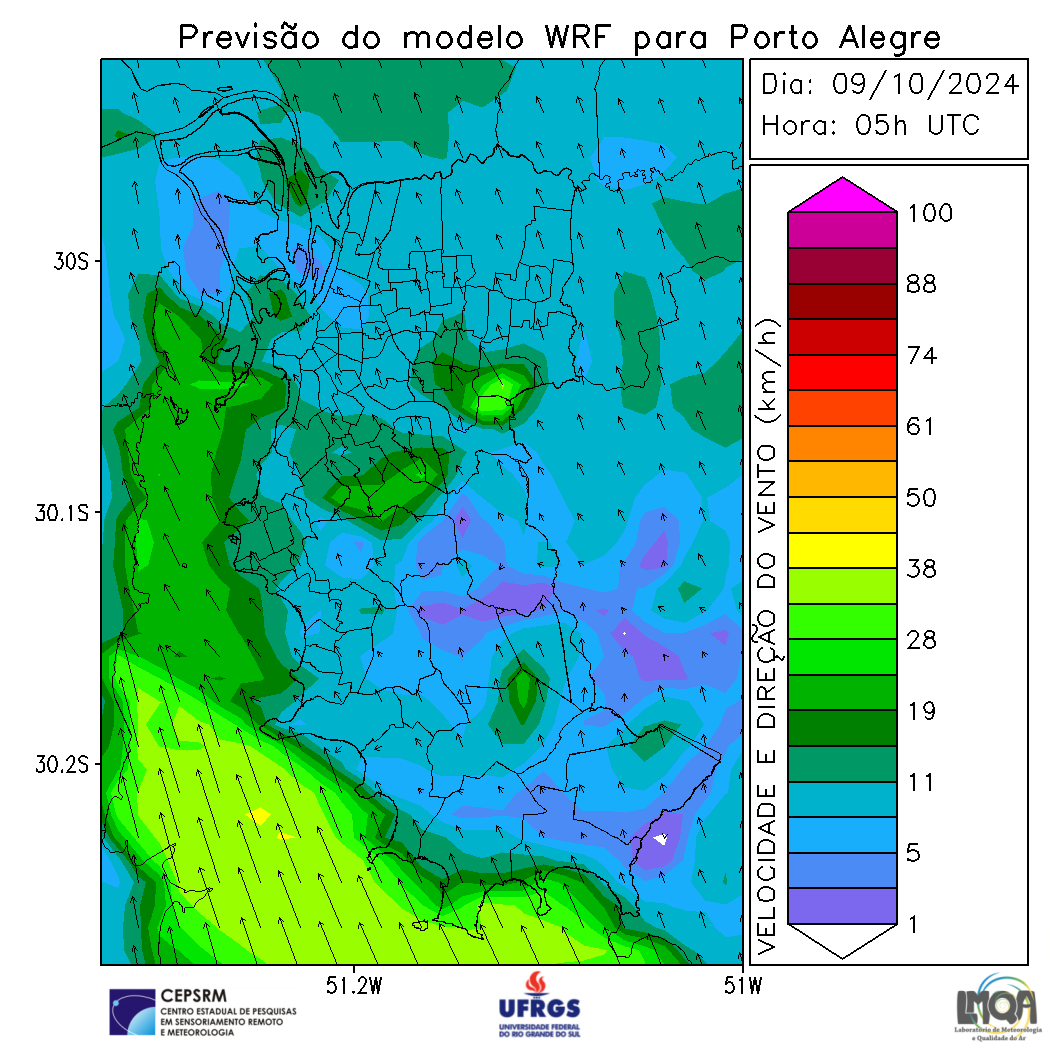 Previsão do modelo WRF para Porto Alegre
Dia: 09/10/2024
Hora: 05h UTC
30S
30.1S
30.2S
51.2W
51W
VELOCIDADE E DIREÇÃO DO VENTO (km/h)
100
88
74
61
50
38
28
19
11
5
1
CEPSRM
CENTRO ESTADUAL DE PESQUISAS
EM SENSORIAMENTO REMOTO
E METEOROLOGIA
UFRGS
UNIVERSIDADE FEDERAL
DO RIO GRANDE DO SUL
LMQA
Laboratório de Meteorologia
e Qualidade do Ar